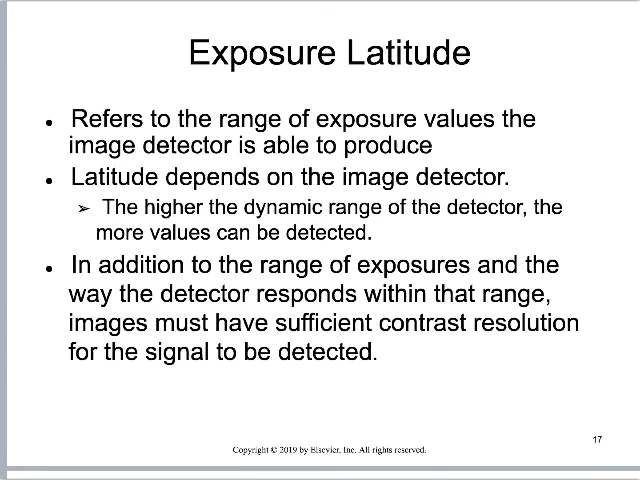 Exposure Latitude
● Refers to the range of exposure values the
image detector is able to produce
● Latitude depends on the image detector.
➢ The higher the dynamic range of the detector, the
more values can be detected.
● In addition to the range of exposures and the
way the detector responds within that range,
images must have sufficient contrast resolution
for the signal to be detected.
17
Copyright © 2019 by Elsevier, Inc. All rights reserved.